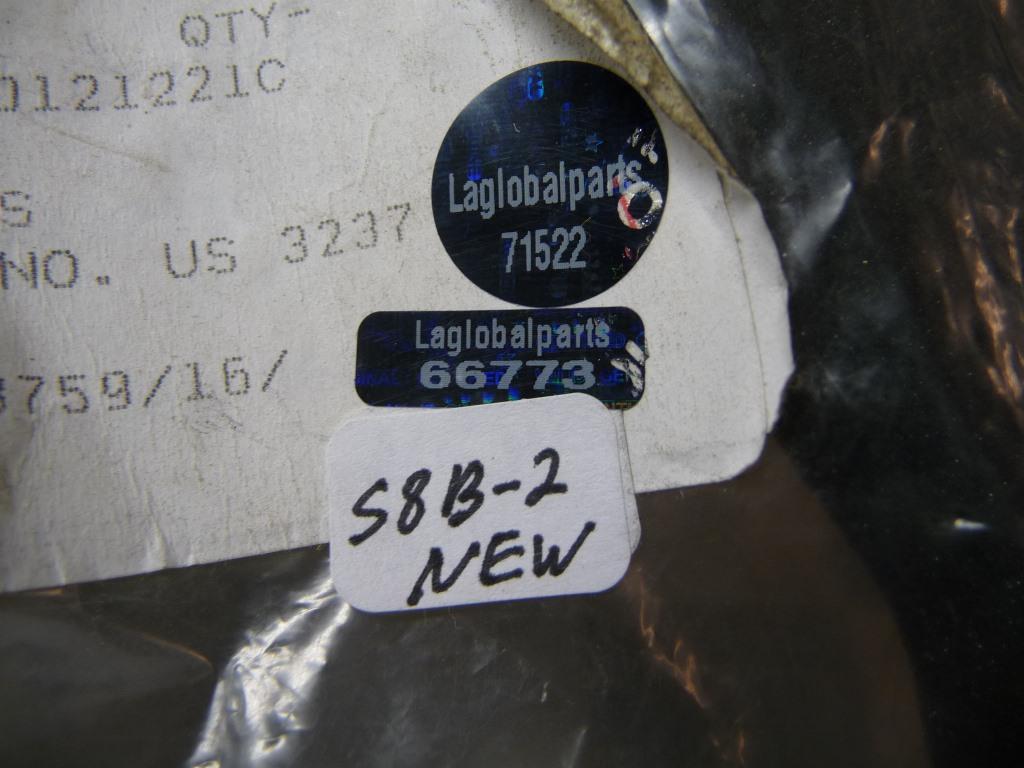 QTY-
0121221C
S
NO. US 3237
3759/16/
Laglobalparts
71522
Laglobalparts
66773
S8B-2
NEW